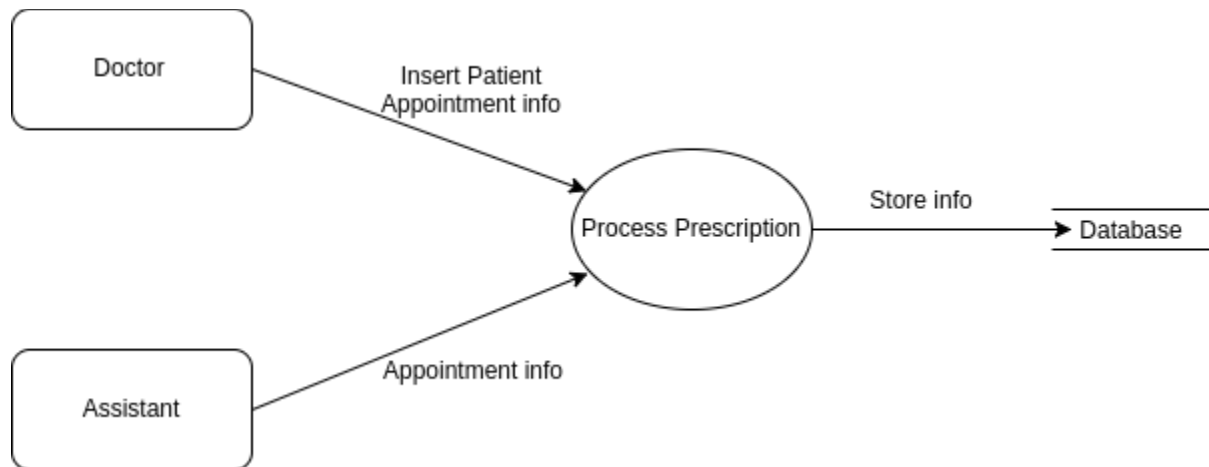 Doctor
Insert Patient
Appointment info
Process Prescription
Store info
Database
Appointment info
Assistant